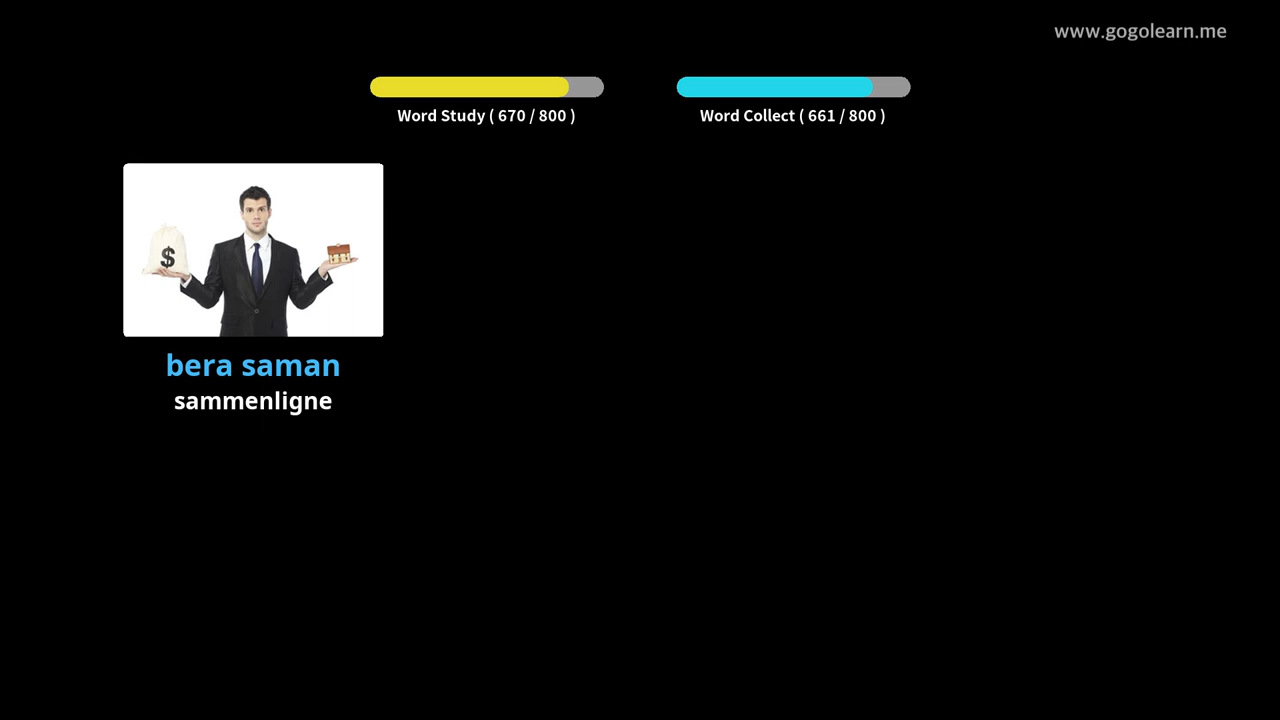 www.gogolearn.me
Word Study ( 670 / 800 )
Word Collect ( 661 / 800 )
$
bera saman
sammenligne